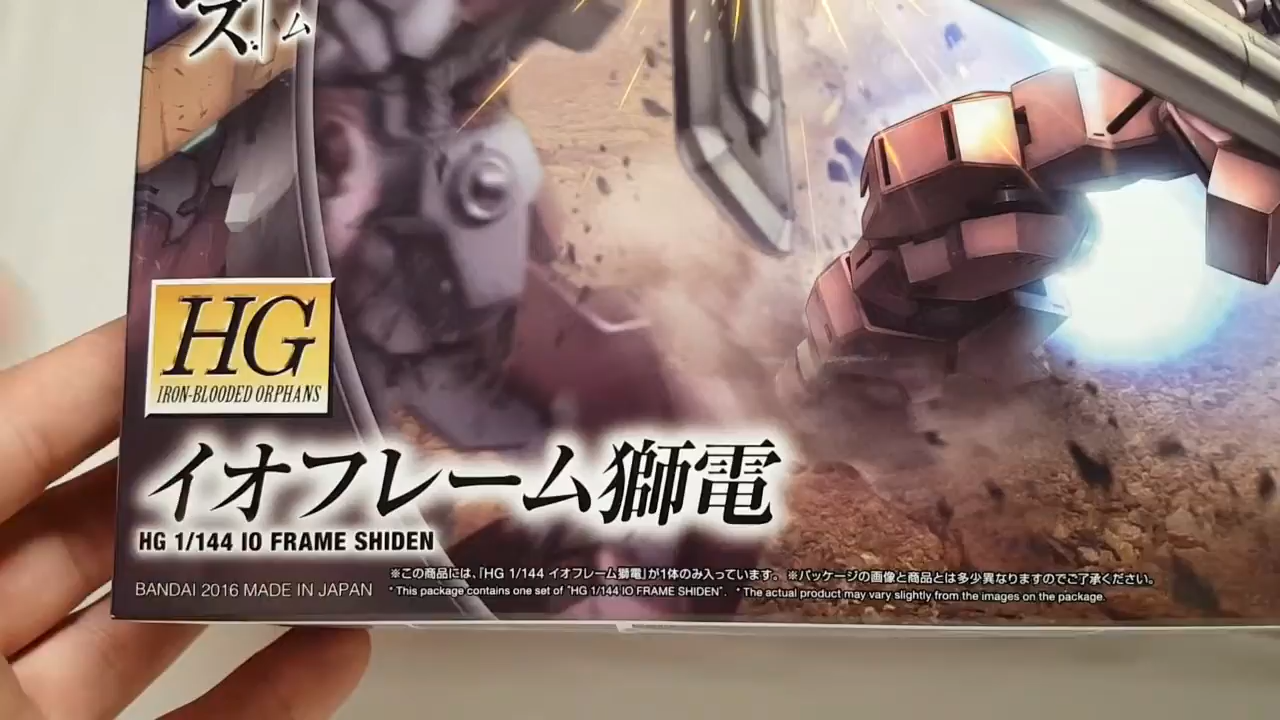 ズム
HG
IRON-BLOODED ORPHANS
イオフレーム獅電
HG 1/144 IO FRAME SHIDEN
BANDAI 2016 MADE IN JAPAN
※この商品には、「HG 1/144 イオフレーム獅電」が1体のみ入っています。 ※パッケージの画像と商品とは多少異なりますのでご了承ください。
* This package contains one set of "HG 1/144 IO FRAME SHIDEN". * The actual product may vary slightly from the images on the package.